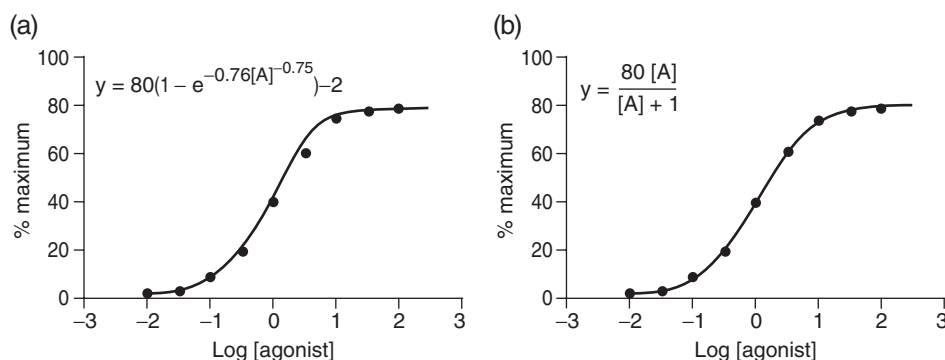 (a)
100
80
60
40
20
0
% maximum
y = 80(1 – e^–0.76[A]^–0.75)–2
–3
–2
–1
0
1
2
3
Log [agonist]
(b)
100
80
60
40
20
0
% maximum
y = 80 [A]
[A] + 1
–3
–2
–1
0
1
2
3
Log [agonist]